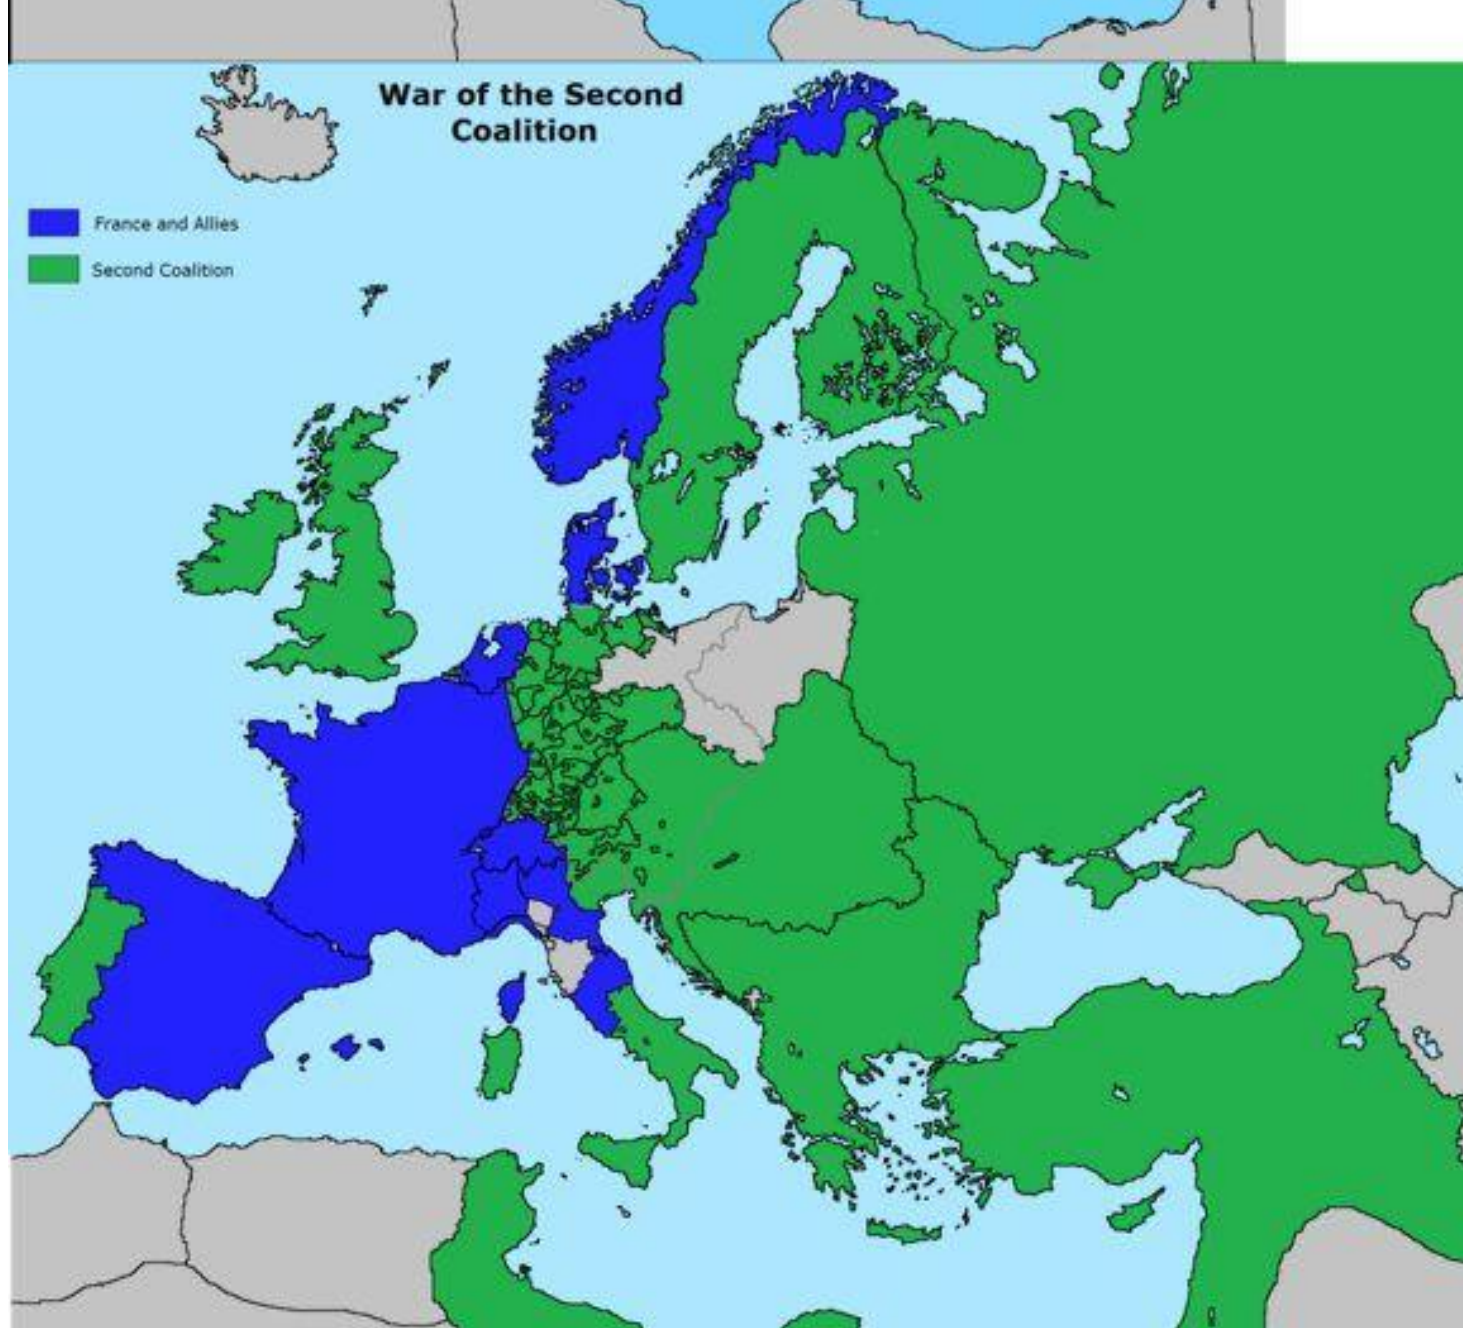 War of the Second
Coalition
France and Allies
Second Coalition